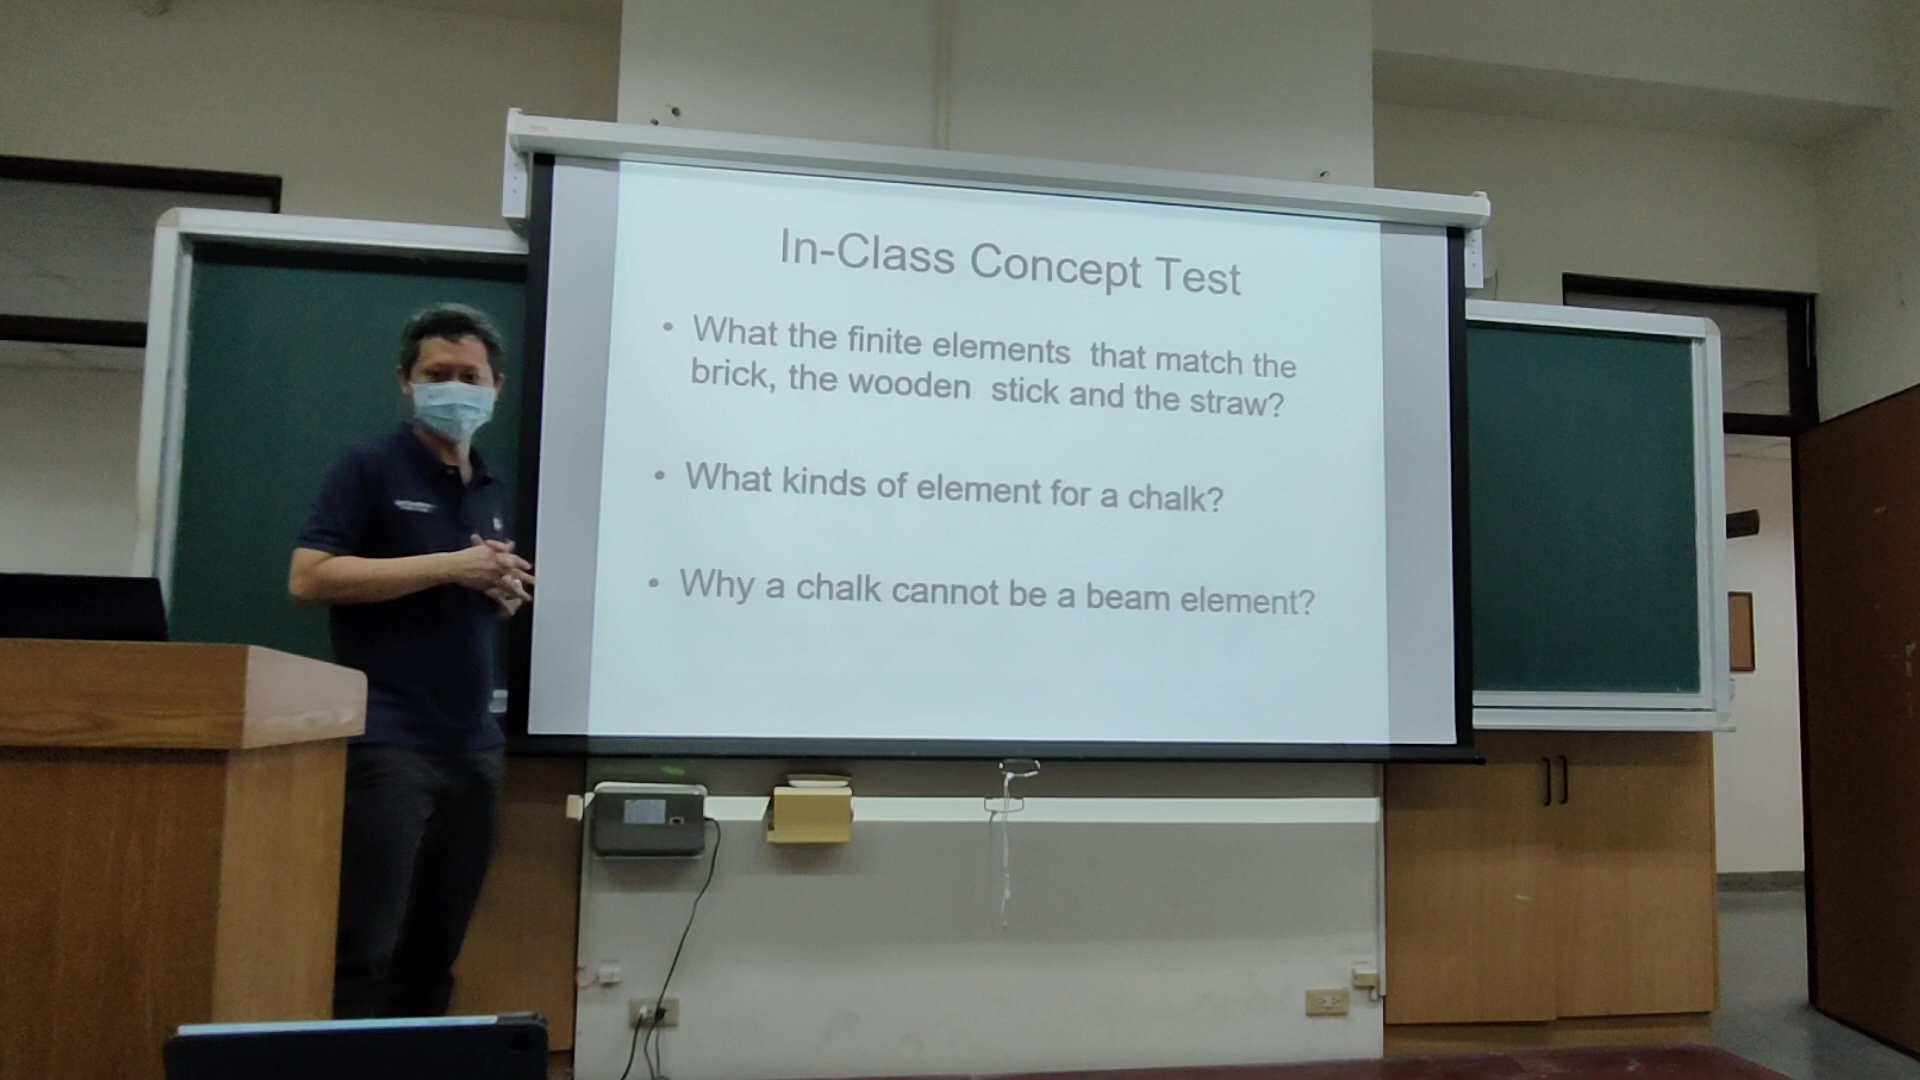 In-Class Concept Test
• What the finite elements that match the
brick, the wooden stick and the straw?
• What kinds of element for a chalk?
• Why a chalk cannot be a beam element?